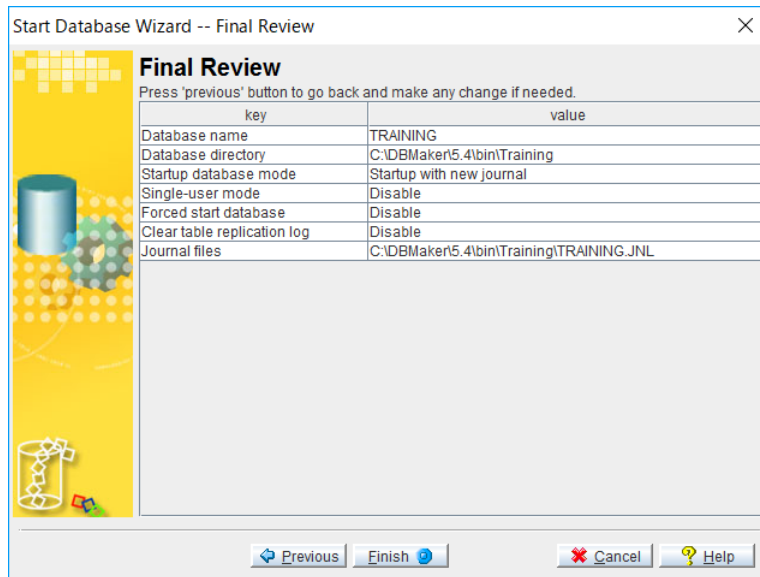 Start Database Wizard -- Final Review
Final Review
Press 'previous' button to go back and make any change if needed.
key value
Database name TRAINING
Database directory C:\DBMaker\5.4\bin\Training
Startup database mode Startup with new journal
Single-user mode Disable
Forced start database Disable
Clear table replication log Disable
Journal files C:\DBMaker\5.4\bin\Training\TRAINING.JNL
Previous Finish Cancel Help